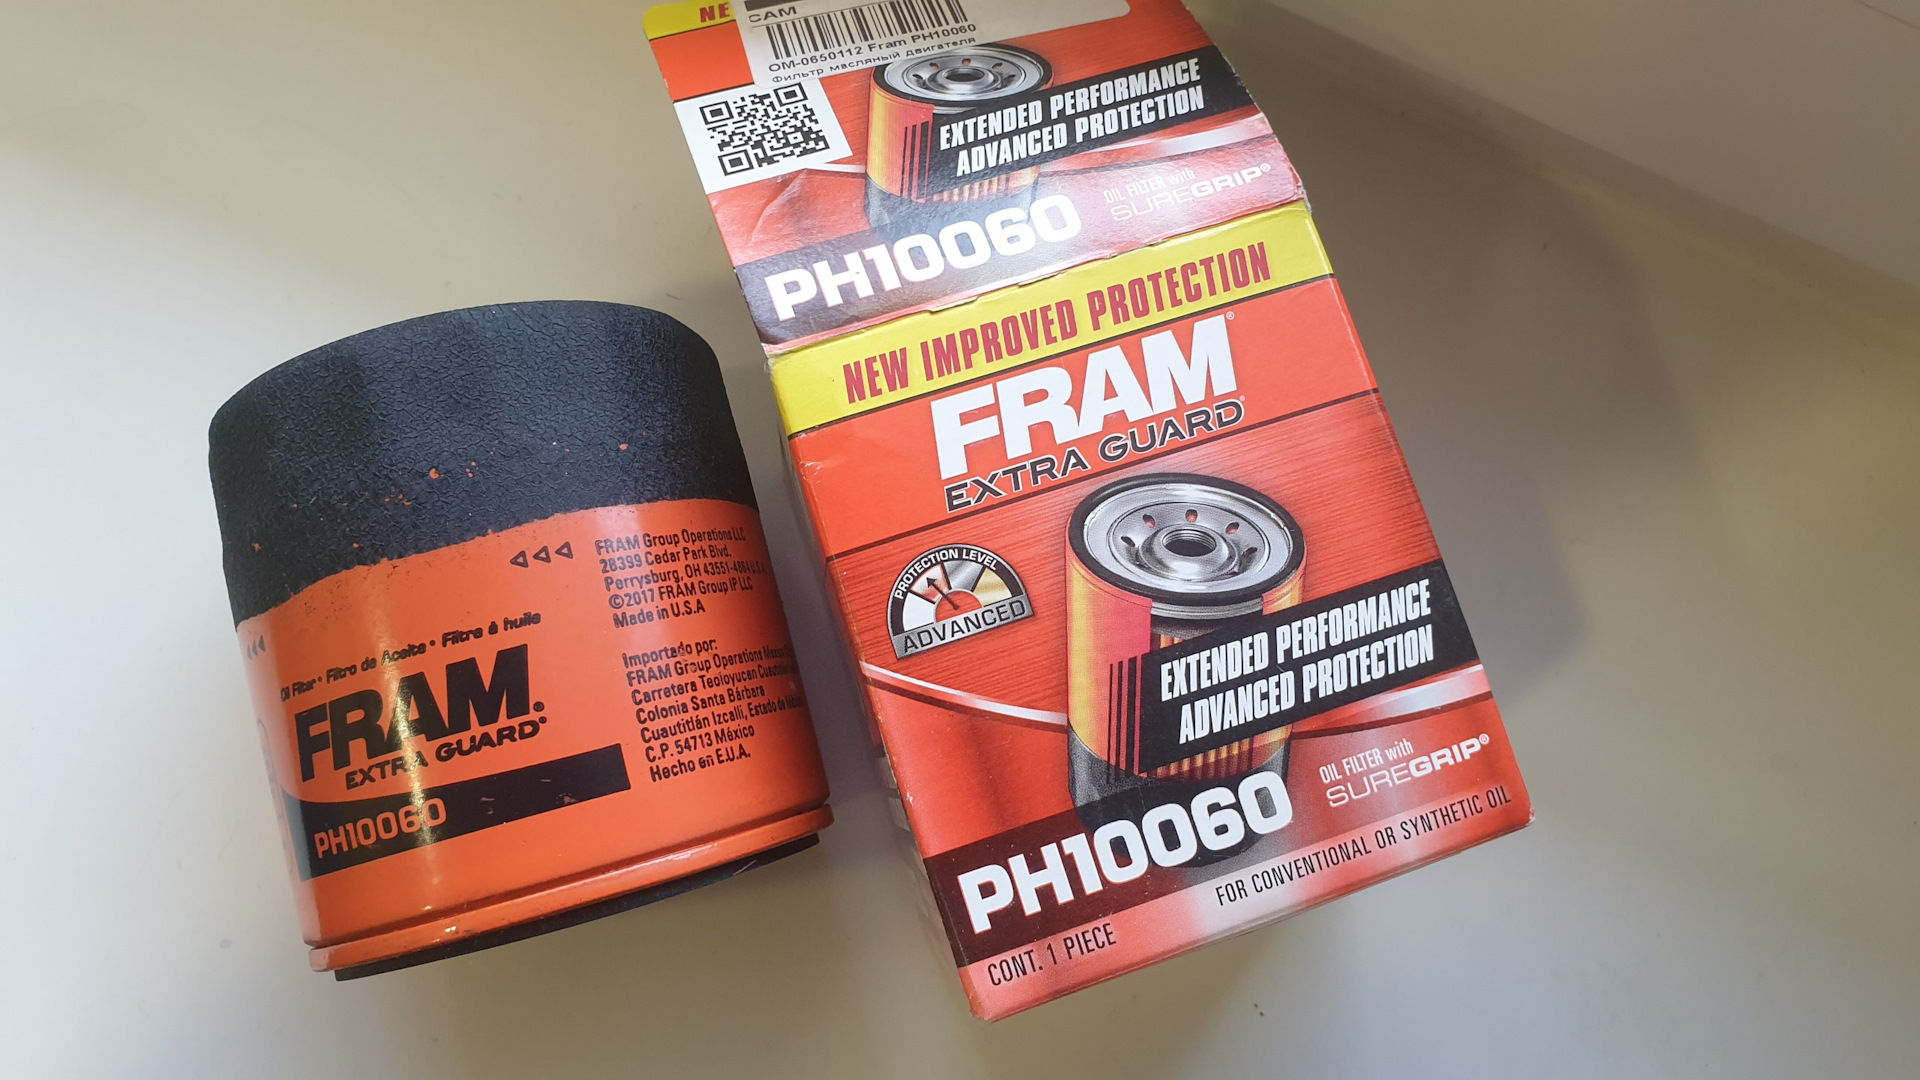 NE
CAM
OM-0650112 Fram PH10060
Фильтр масляный двигателя
EXTENDED PERFORMANCE
ADVANCED PROTECTION
OIL FILTER with
SUREGRIP®
PH10060
NEW IMPROVED PROTECTION
FRAM®
EXTRA GUARD
PROTECTION LEVEL
ADVANCED
EXTENDED PERFORMANCE
ADVANCED PROTECTION
OIL FILTER with
SUREGRIP®
PH10060
FOR CONVENTIONAL OR SYNTHETIC OIL
CONT. 1 PIECE
Oil Filter • Filtro de Aceite • Filtre à huile
FRAM®
EXTRA GUARD®
PH10060
FRAM Group Operations LLC
28399 Cedar Park Blvd.
Perrysburg, OH 43551-4864 U.S.A.
©2017 FRAM Group IP LLC
Made in U.S.A
Importado por:
FRAM Group Operations Mexico
Carretera Teoloyucan
Colonia Santa Bárbara
Cuautitlán Izcalli, Estado de
C.P. 54713 México
Hecho en E.U.A.